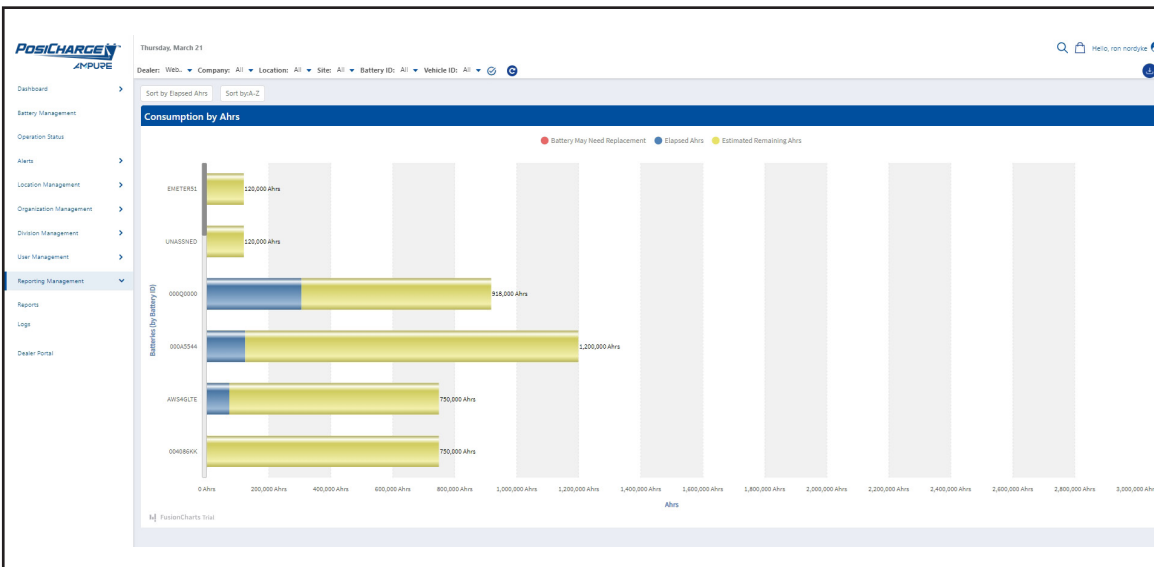 POSICHARGE
AMPURE
Thursday, March 21
Hello, ron nordyke
Dealer: Web.. Company: All Location: All Site: All Battery ID: All Vehicle ID: All
Dashboard
Battery Management
Operation Status
Alerts
Location Management
Organization Management
Division Management
User Management
Reporting Management
Reports
Logs
Dealer Portal
Sort by Elapsed Ahrs Sort by:A-Z
Consumption by Ahrs
Battery May Need Replacement Elapsed Ahrs Estimated Remaining Ahrs
Batteries (by Battery ID)
EMETERS1 120,000 Ahrs
UNASSNED 120,000 Ahrs
000Q0000 918,000 Ahrs
000A5544 1,200,000 Ahrs
AWS4GLTE 750,000 Ahrs
004086KK 750,000 Ahrs
0 Ahrs 200,000 Ahrs 400,000 Ahrs 600,000 Ahrs 800,000 Ahrs 1,000,000 Ahrs 1,200,000 Ahrs 1,400,000 Ahrs 1,600,000 Ahrs 1,800,000 Ahrs 2,000,000 Ahrs 2,200,000 Ahrs 2,400,000 Ahrs 2,600,000 Ahrs 2,800,000 Ahrs 3,000,000 Ahr
Ahrs
FusionCharts Trial